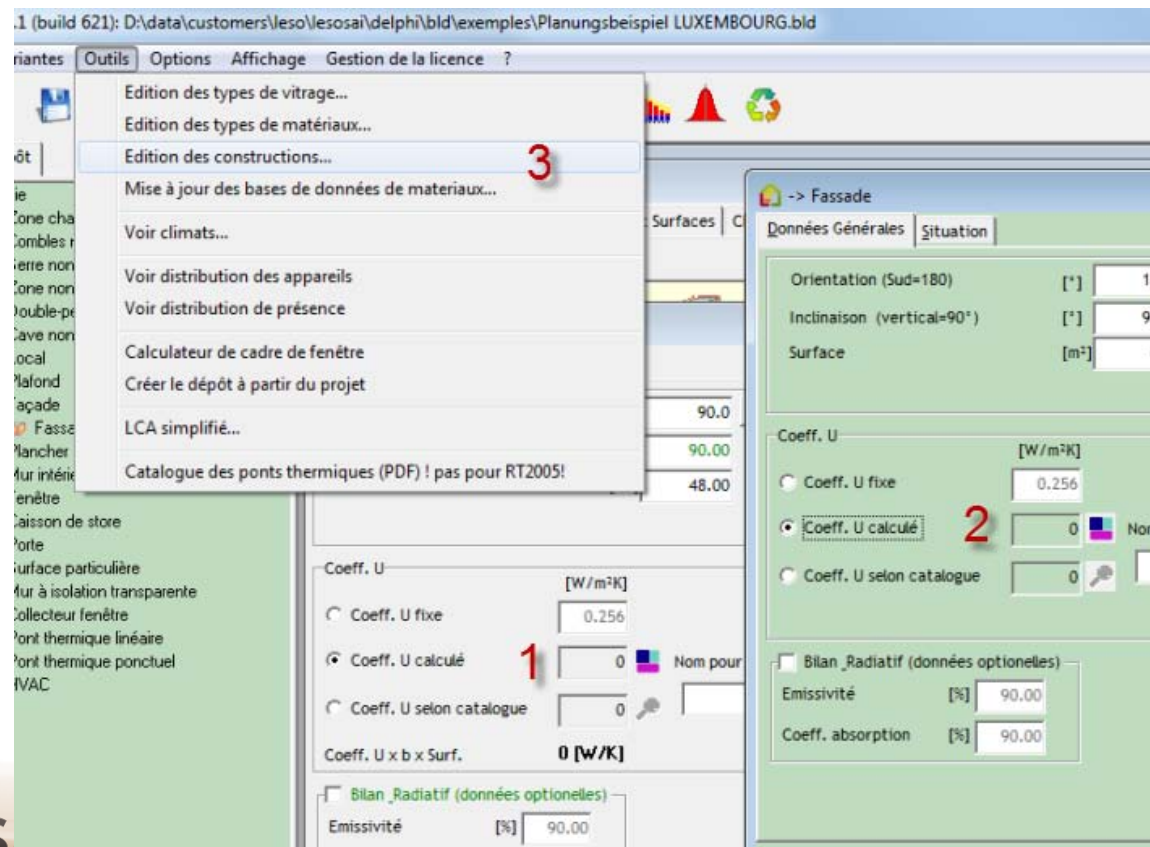 .1 (build 621): D:\data\customers\leso\lesosai\delphi\bld\exemples\Planungsbeispiel LUXEMBOURG.bld
riantes Outils Options Affichage Gestion de la licence ?
Edition des types de vitrage...
Edition des types de matériaux...
Edition des constructions...
3
Mise à jour des bases de données de materiaux...
Voir climats...
Voir distribution des appareils
Voir distribution de présence
Calculateur de cadre de fenêtre
Créer le dépôt à partir du projet
LCA simplifié...
Catalogue des ponts thermiques (PDF) ! pas pour RT2005!
ôt
ie
Zone cha
Combles r
Serre non
Zone non
Double-pe
Cave non
Local
Plafond
Façade
Fassa
Plancher
Mur intérie
Fenêtre
Caisson de store
Porte
Surface particulière
Mur à isolation transparente
Collecteur fenêtre
Pont thermique linéaire
Pont thermique ponctuel
HVAC
Surfaces C
90.0
90.00
48.00
Coeff. U
[W/m²K]
Coeff. U fixe 0.256
Coeff. U calculé 1 0 Nom pour
Coeff. U selon catalogue 0
Coeff. U x b x Surf. 0 [W/K]
Bilan _Radiatif (données optionelles)
Emissivité [%] 90.00
-> Fassade
Données Générales Situation
Orientation (Sud=180) [°] 1
Inclinaison (vertical=90°) [°] 9
Surface [m²]
Coeff. U
[W/m²K]
Coeff. U fixe 0.256
Coeff. U calculé 2 0 Nor
Coeff. U selon catalogue 0
Bilan _Radiatif (données optionelles)
Emissivité [%] 90.00
Coeff. absorption [%] 90.00
S